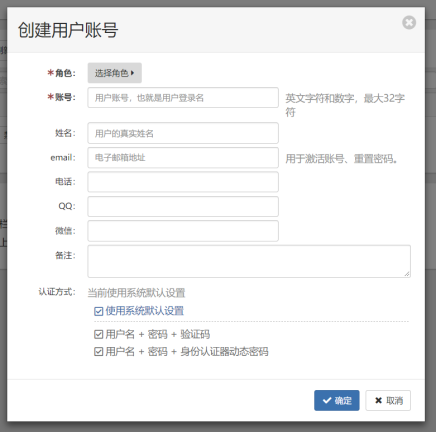 创建用户账号
*角色: 选择角色
*账号: 用户账号，也就是用户登录名 英文字符和数字，最大32字
符
姓名: 用户的真实姓名
email: 电子邮箱地址 用于激活账号、重置密码。
电话:
QQ:
微信:
备注:
认证方式: 当前使用系统默认设置
使用系统默认设置
用户名 + 密码 + 验证码
用户名 + 密码 + 身份认证器动态密码
确定 取消